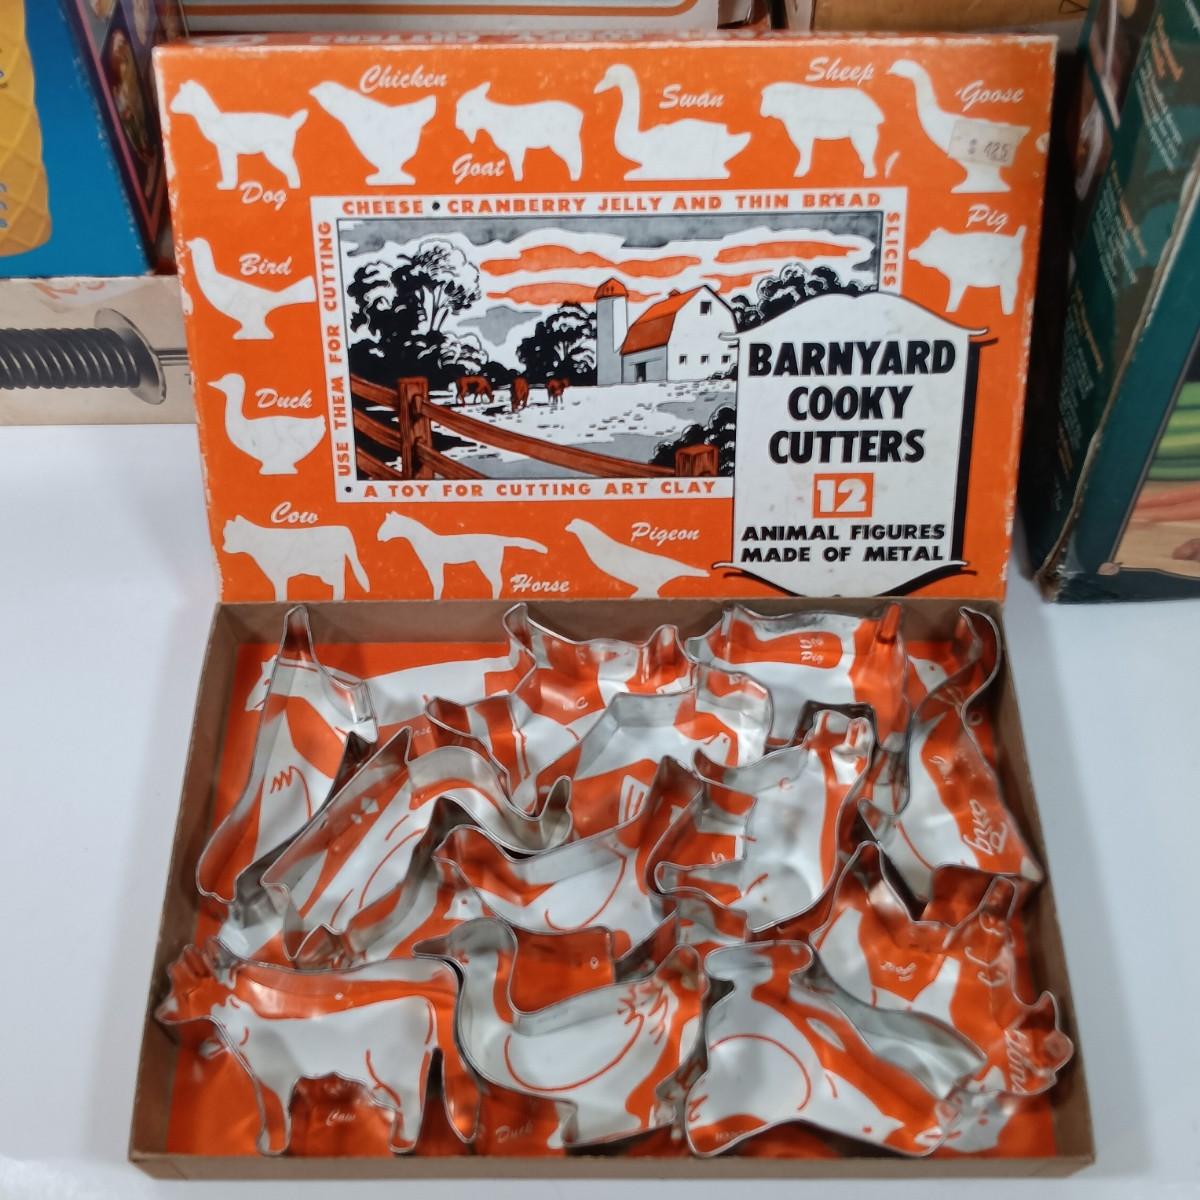 Chicken
Sheep
Swan
Goose
Goat
$ 4.25
Dog
CHEESE • CRANBERRY JELLY AND THIN BREAD
SLICES
Pig
Bird
USE THEM FOR CUTTING
BARNYARD
COOKY
CUTTERS
Duck
12
• A TOY FOR CUTTING ART CLAY
Cow
Pigeon
ANIMAL FIGURES
MADE OF METAL
Horse
Pig
Cow
Duck